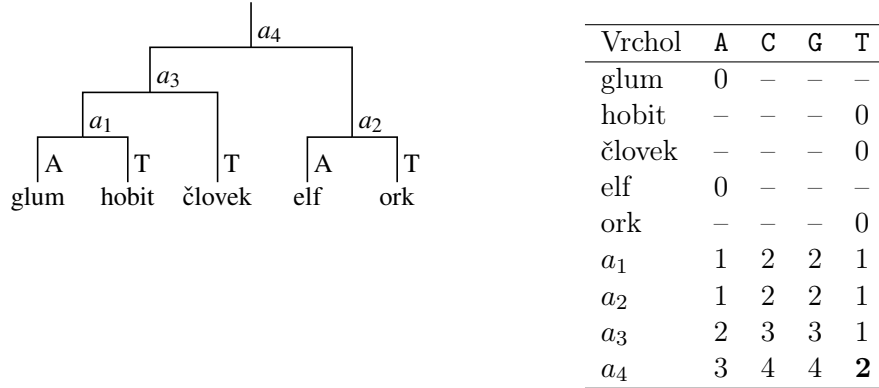 a4
a3
a1
a2
A T T A T
glum hobit človek elf ork
Vrchol A C G T
glum 0 – – –
hobit – – – 0
človek – – – 0
elf 0 – – –
ork – – – 0
a1 1 2 2 1
a2 1 2 2 1
a3 2 3 3 1
a4 3 4 4 2